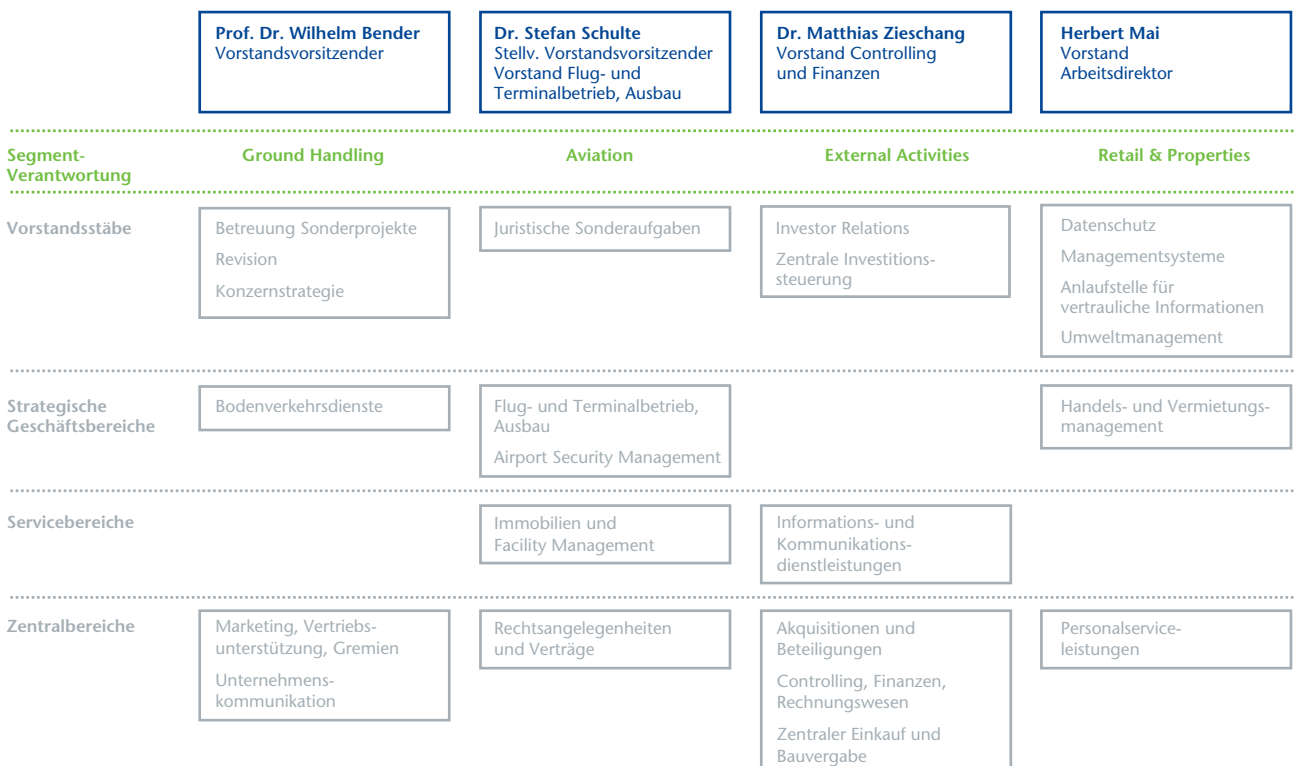 Prof. Dr. Wilhelm Bender
Vorstandsvorsitzender
Dr. Stefan Schulte
Stellv. Vorstandsvorsitzender
Vorstand Flug- und
Terminalbetrieb, Ausbau
Dr. Matthias Zieschang
Vorstand Controlling
und Finanzen
Herbert Mai
Vorstand
Arbeitsdirektor
Segment-
Verantwortung
Ground Handling
Aviation
External Activities
Retail & Properties
Vorstandsstäbe
Betreuung Sonderprojekte
Revision
Konzernstrategie
Juristische Sonderaufgaben
Investor Relations
Zentrale Investitions-
steuerung
Datenschutz
Managementsysteme
Anlaufstelle für
vertrauliche Informationen
Umweltmanagement
Strategische
Geschäftsbereiche
Bodenverkehrsdienste
Flug- und Terminalbetrieb,
Ausbau
Airport Security Management
Handels- und Vermietungs-
management
Servicebereiche
Immobilien und
Facility Management
Informations- und
Kommunikations-
dienstleistungen
Zentralbereiche
Marketing, Vertriebs-
unterstützung, Gremien
Unternehmens-
kommunikation
Rechtsangelegenheiten
und Verträge
Akquisitionen und
Beteiligungen
Controlling, Finanzen,
Rechnungswesen
Zentraler Einkauf und
Bauvergabe
Personalservice-
leistungen